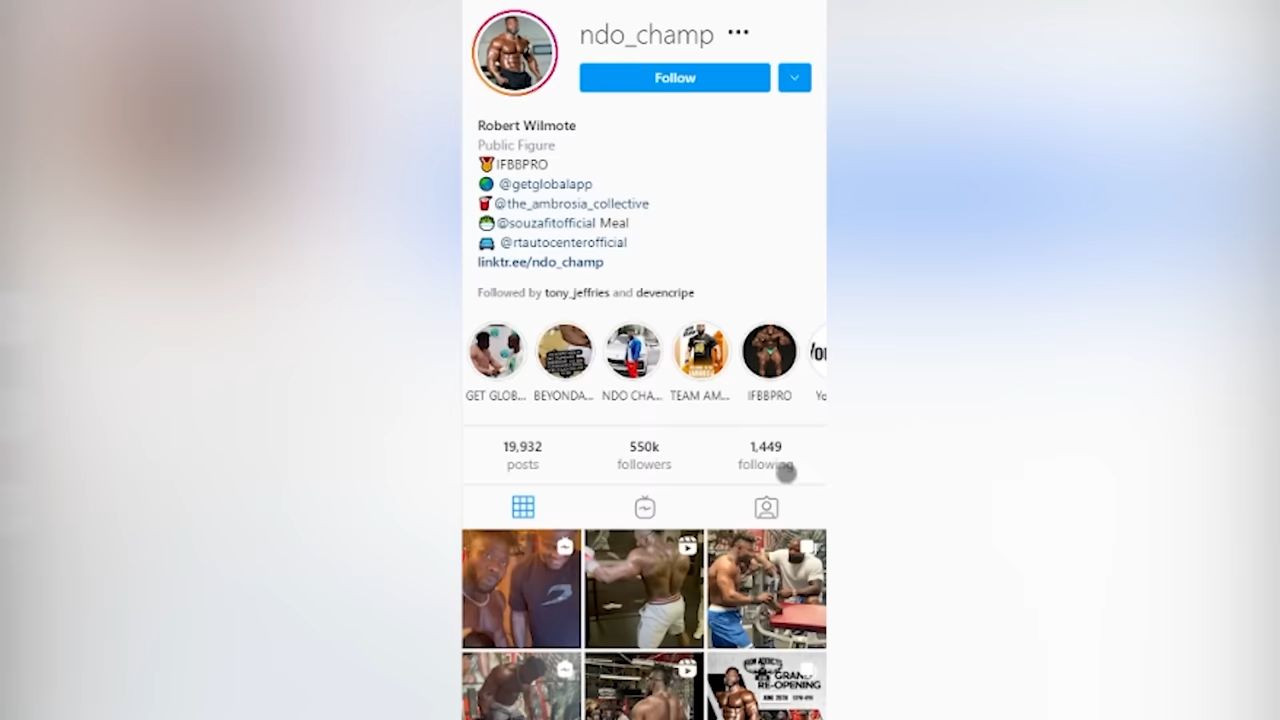 ndo_champ
Follow
Robert Wilmote
Public Figure
IFBBPRO
@getglobalapp
@the_ambrosia_collective
@souzafitofficial Meal
@rtautocenterofficial
linktr.ee/ndo_champ
Followed by tony_jeffries and devencripe
GET GLOB... BEYONDA... NDO CHA... TEAM AM... IFBBPRO Yo
19,932 550k 1,449
posts followers following
GRAND
RE-OPENING